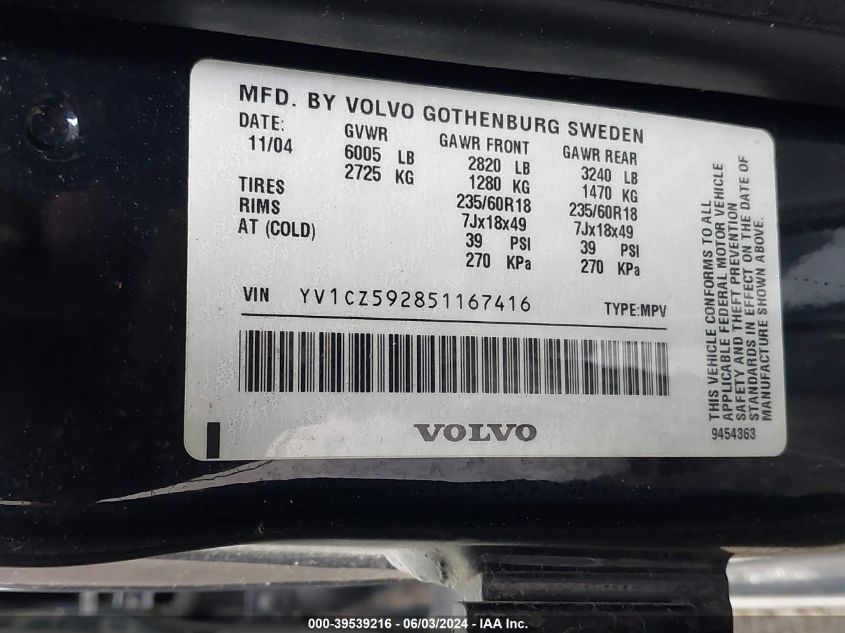 MFD. BY VOLVO GOTHENBURG SWEDEN
DATE: GVWR GAWR FRONT GAWR REAR
11/04 6005 LB 2820 LB 3240 LB
2725 KG 1280 KG 1470 KG
TIRES 235/60R18 235/60R18
RIMS 7Jx18x49 7Jx18x49
AT (COLD) 39 PSI 39 PSI
270 KPa 270 KPa
VIN YV1CZ592851167416 TYPE:MPV
VOLVO
THIS VEHICLE CONFORMS TO ALL
APPLICABLE FEDERAL MOTOR VEHICLE
SAFETY AND THEFT PREVENTION
STANDARDS IN EFFECT ON THE DATE OF
MANUFACTURE SHOWN ABOVE.
9454363
000-39539216 - 06/03/2024 - IAA Inc.